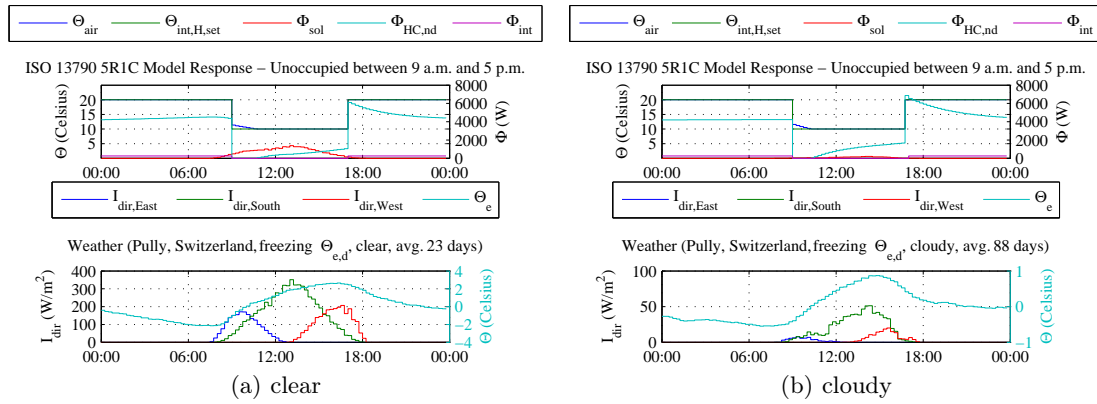 Θair Θint,H,set Φsol ΦHC,nd Φint
ISO 13790 5R1C Model Response – Unoccupied between 9 a.m. and 5 p.m.
Θ (Celsius)
20
15
10
5
8000
6000
4000
2000
0
Φ (W)
00:00 06:00 12:00 18:00 00:00
Idir,East Idir,South Idir,West Θe
Weather (Pully, Switzerland, freezing Θe,d, clear, avg. 23 days)
Idir (W/m²)
400
300
200
100
0
4
2
0
−2
−4
Θ (Celsius)
00:00 06:00 12:00 18:00 00:00
(a) clear
Θair Θint,H,set Φsol ΦHC,nd Φint
ISO 13790 5R1C Model Response – Unoccupied between 9 a.m. and 5 p.m.
Θ (Celsius)
20
15
10
5
8000
6000
4000
2000
0
Φ (W)
00:00 06:00 12:00 18:00 00:00
Idir,East Idir,South Idir,West Θe
Weather (Pully, Switzerland, freezing Θe,d, cloudy, avg. 88 days)
Idir (W/m²)
100
50
0
1
0
−1
Θ (Celsius)
00:00 06:00 12:00 18:00 00:00
(b) cloudy